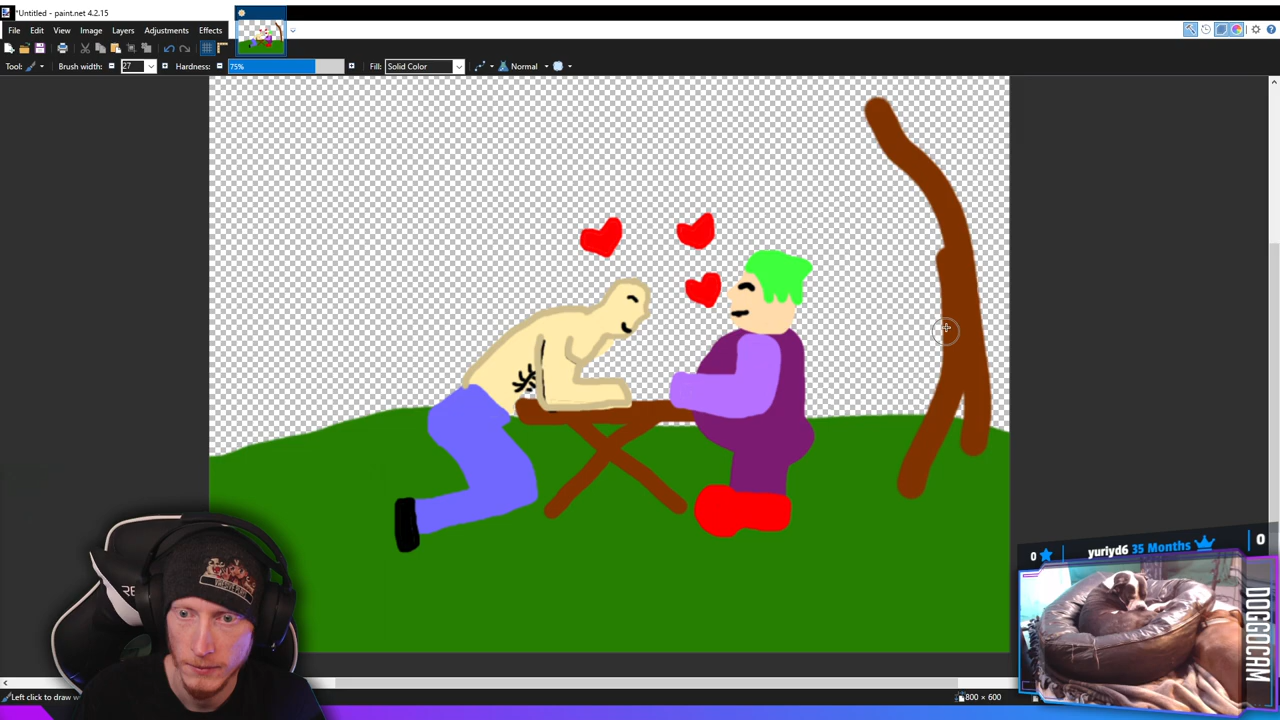 *Untitled - paint.net 4.2.15
File Edit View Image Layers Adjustments Effects
Tool: Brush width: 27 Hardness: 75% Fill: Solid Color Normal
Left click to draw w
800 × 600
0 yuriyd6 35 Months 0
DOGGOCAM